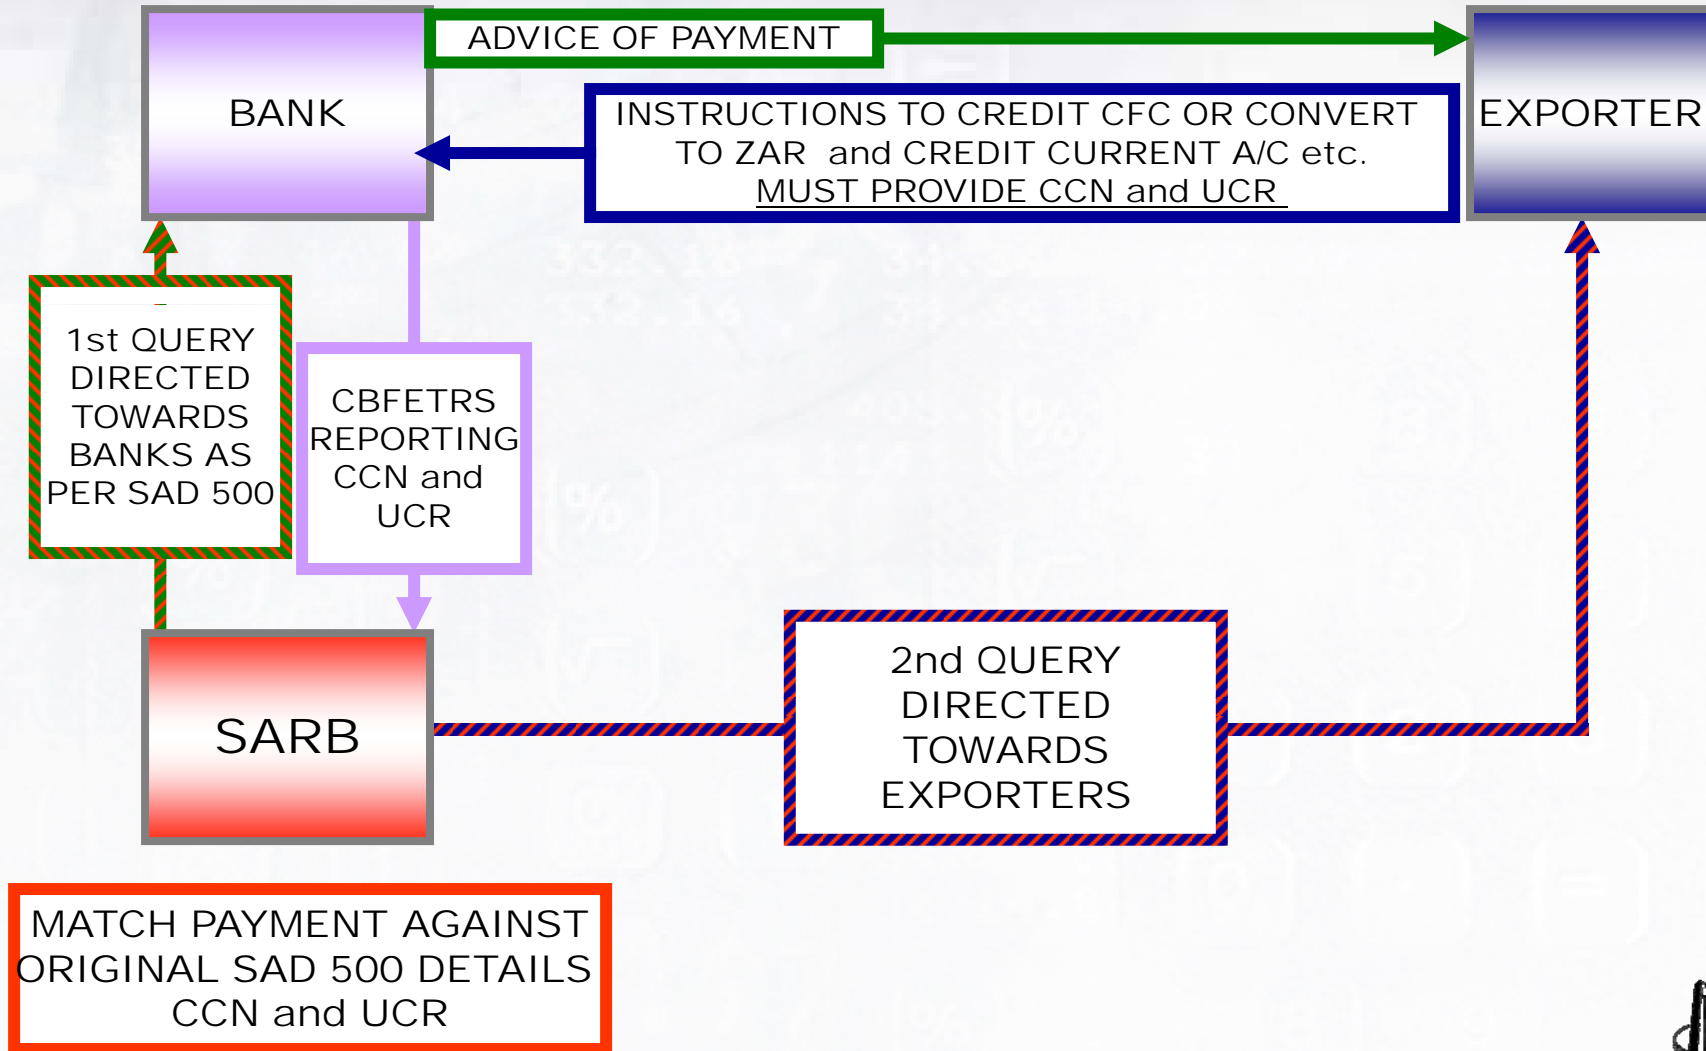 ADVICE OF PAYMENT
BANK
INSTRUCTIONS TO CREDIT CFC OR CONVERT
TO ZAR and CREDIT CURRENT A/C etc.
MUST PROVIDE CCN and UCR
EXPORTER
1st QUERY
DIRECTED
TOWARDS
BANKS AS
PER SAD 500
CBFETRS
REPORTING
CCN and
UCR
SARB
2nd QUERY
DIRECTED
TOWARDS
EXPORTERS
MATCH PAYMENT AGAINST
ORIGINAL SAD 500 DETAILS
CCN and UCR